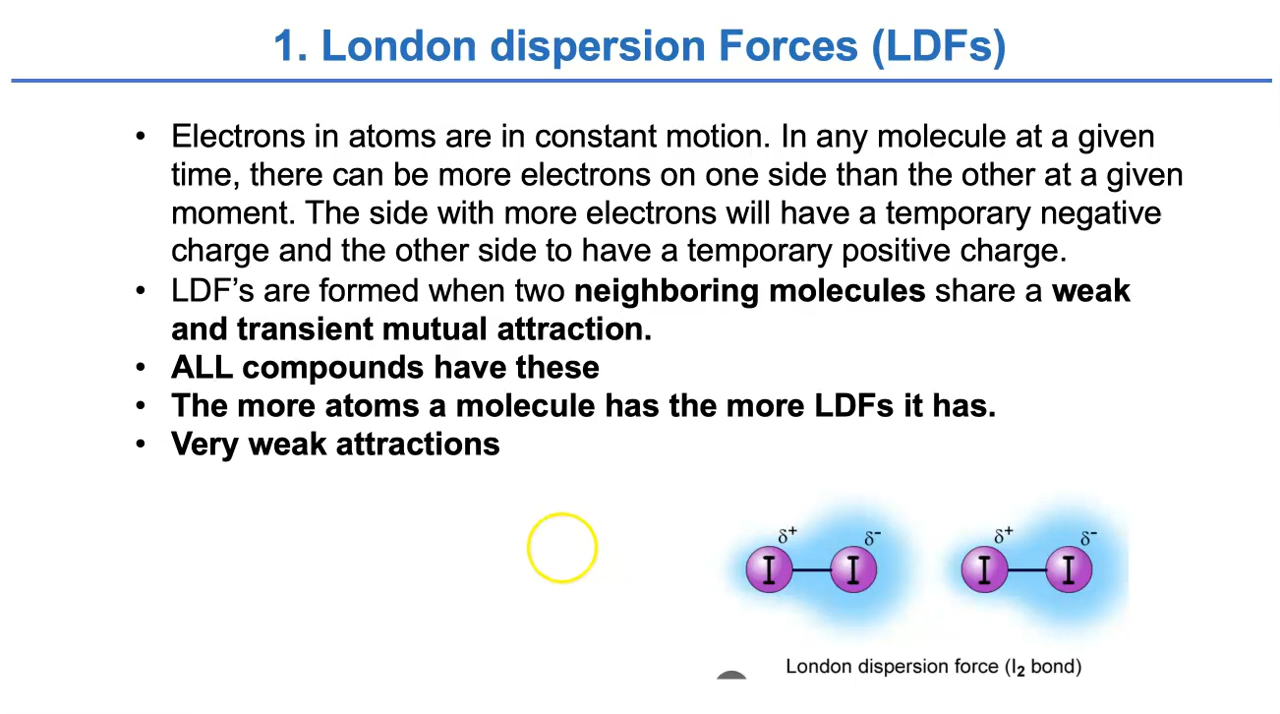 1. London dispersion Forces (LDFs)
• Electrons in atoms are in constant motion. In any molecule at a given
time, there can be more electrons on one side than the other at a given
moment. The side with more electrons will have a temporary negative
charge and the other side to have a temporary positive charge.
• LDF’s are formed when two neighboring molecules share a weak
and transient mutual attraction.
• ALL compounds have these
• The more atoms a molecule has the more LDFs it has.
• Very weak attractions
δ+ δ- δ+ δ-
I I I I
London dispersion force (I₂ bond)